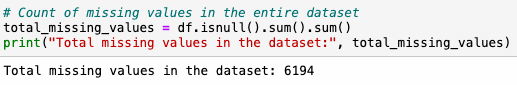 # Count of missing values in the entire dataset
total_missing_values = df.isnull().sum().sum()
print("Total missing values in the dataset:", total_missing_values)
Total missing values in the dataset: 6194